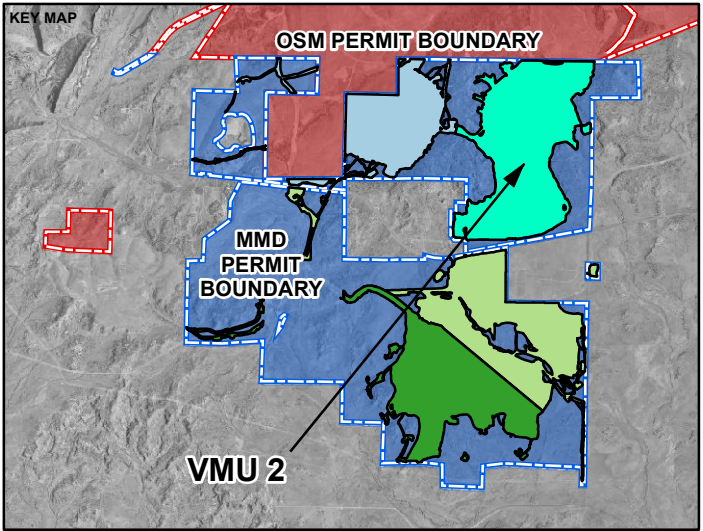 KEY MAP
OSM PERMIT BOUNDARY
MMD
PERMIT
BOUNDARY
VMU 2